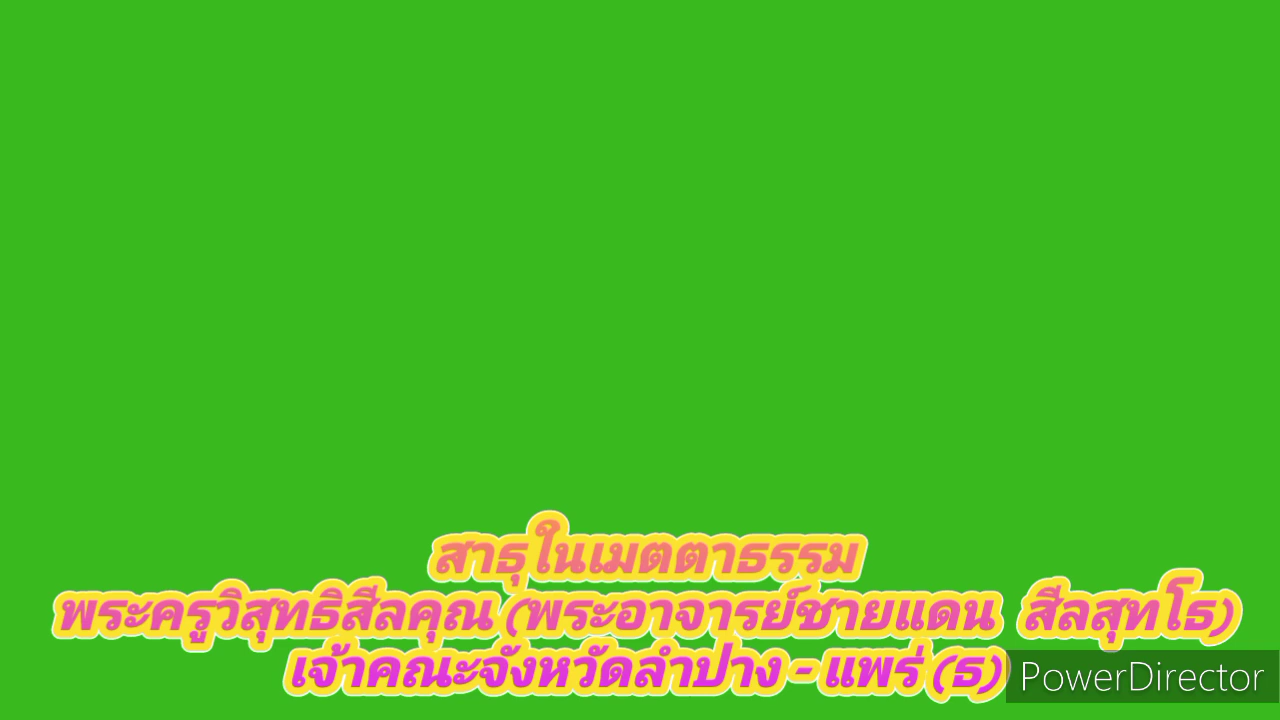 สาธุในเมตตาธรรม
พระครูวิสุทธิสีลคุณ (พระอาจารย์ชายแดน สีลสุทโธ)
เจ้าคณะจังหวัดลำปาง - แพร่ (ธ)
PowerDirector